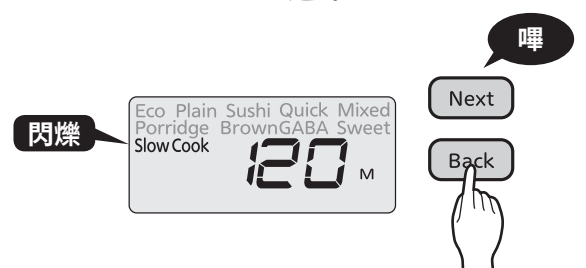 嗶
Next
Eco Plain Sushi Quick Mixed
Porridge BrownGABA Sweet
閃爍
Slow Cook
120 M
Back